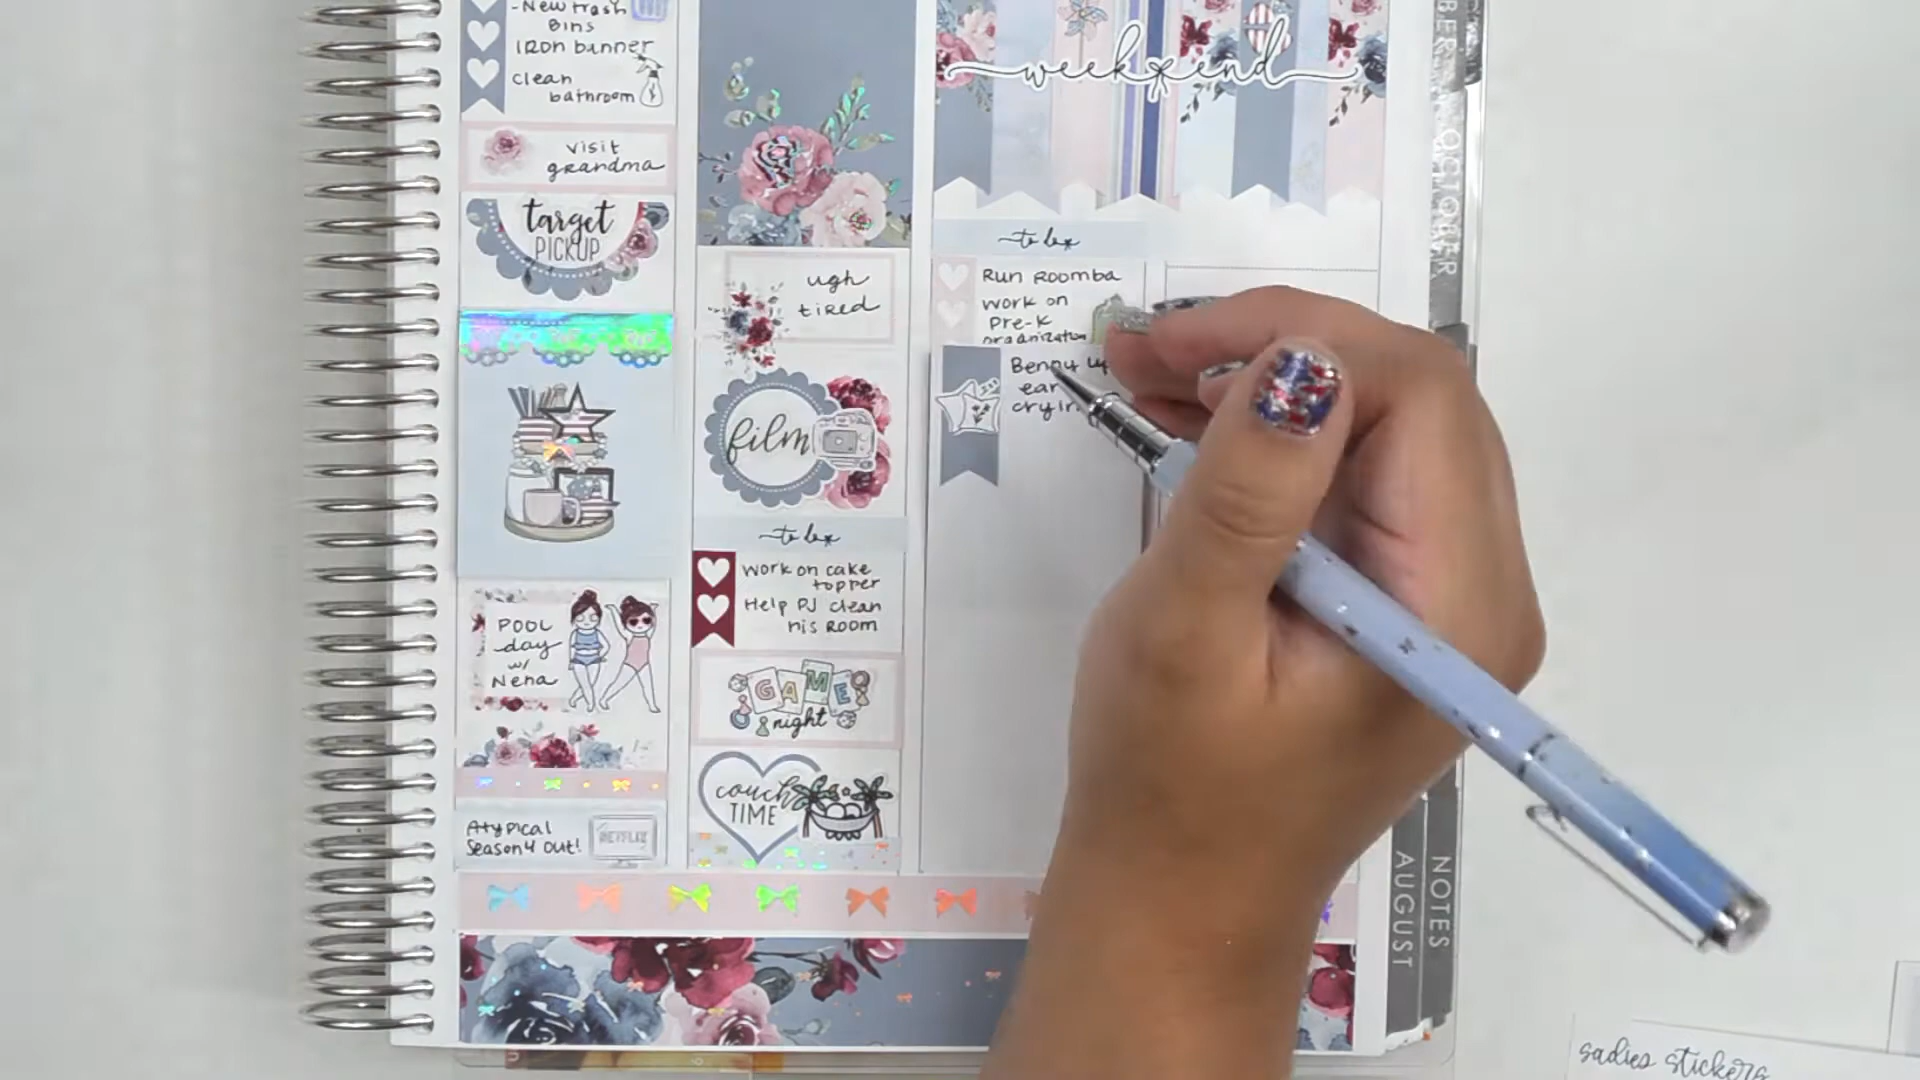 -New trash
Bins
IRon banner
clean
bathroom
visit
grandma
target
PICKUP
POOL
day
w/
Nena
Atypical
Season 4 out!
NETFLIX
ugh
tired
film
to do
work on cake
topper
Help PJ clean
his ROOM
GAME
night
couch
TIME
weekend
to do
Run Roomba
work on
Pre-K
organization
Benny
ear
OCTOBER
NOTES
AUGUST
sadies stickers